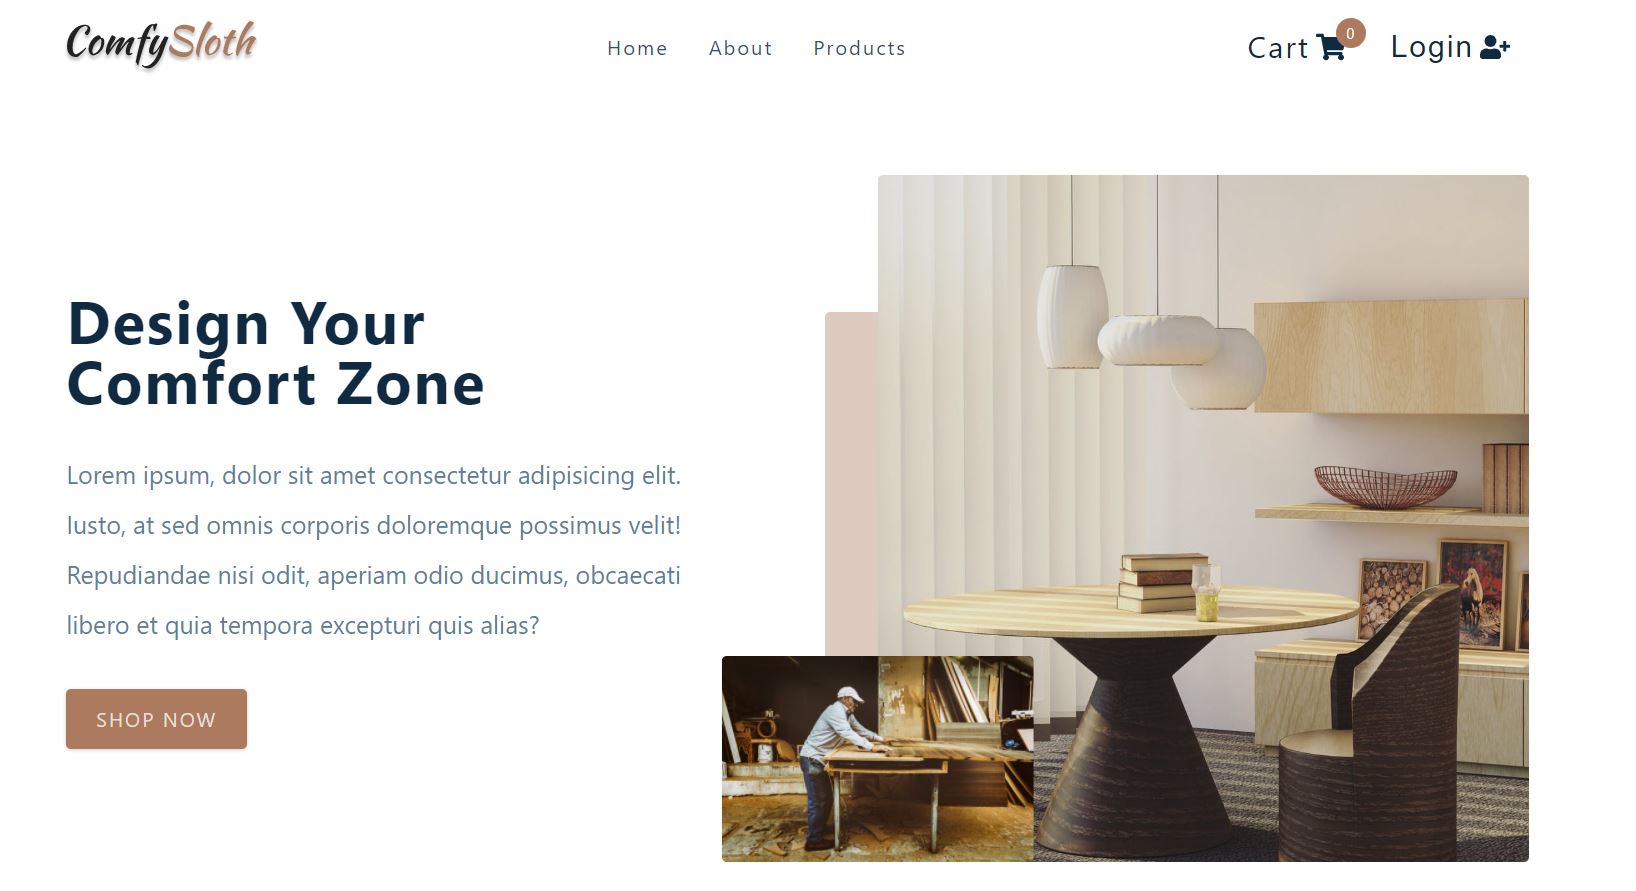 ComfySloth
Home About Products
Cart 0 Login
Design Your
Comfort Zone
Lorem ipsum, dolor sit amet consectetur adipisicing elit.
Iusto, at sed omnis corporis doloremque possimus velit!
Repudiandae nisi odit, aperiam odio ducimus, obcaecati
libero et quia tempora excepturi quis alias?
SHOP NOW